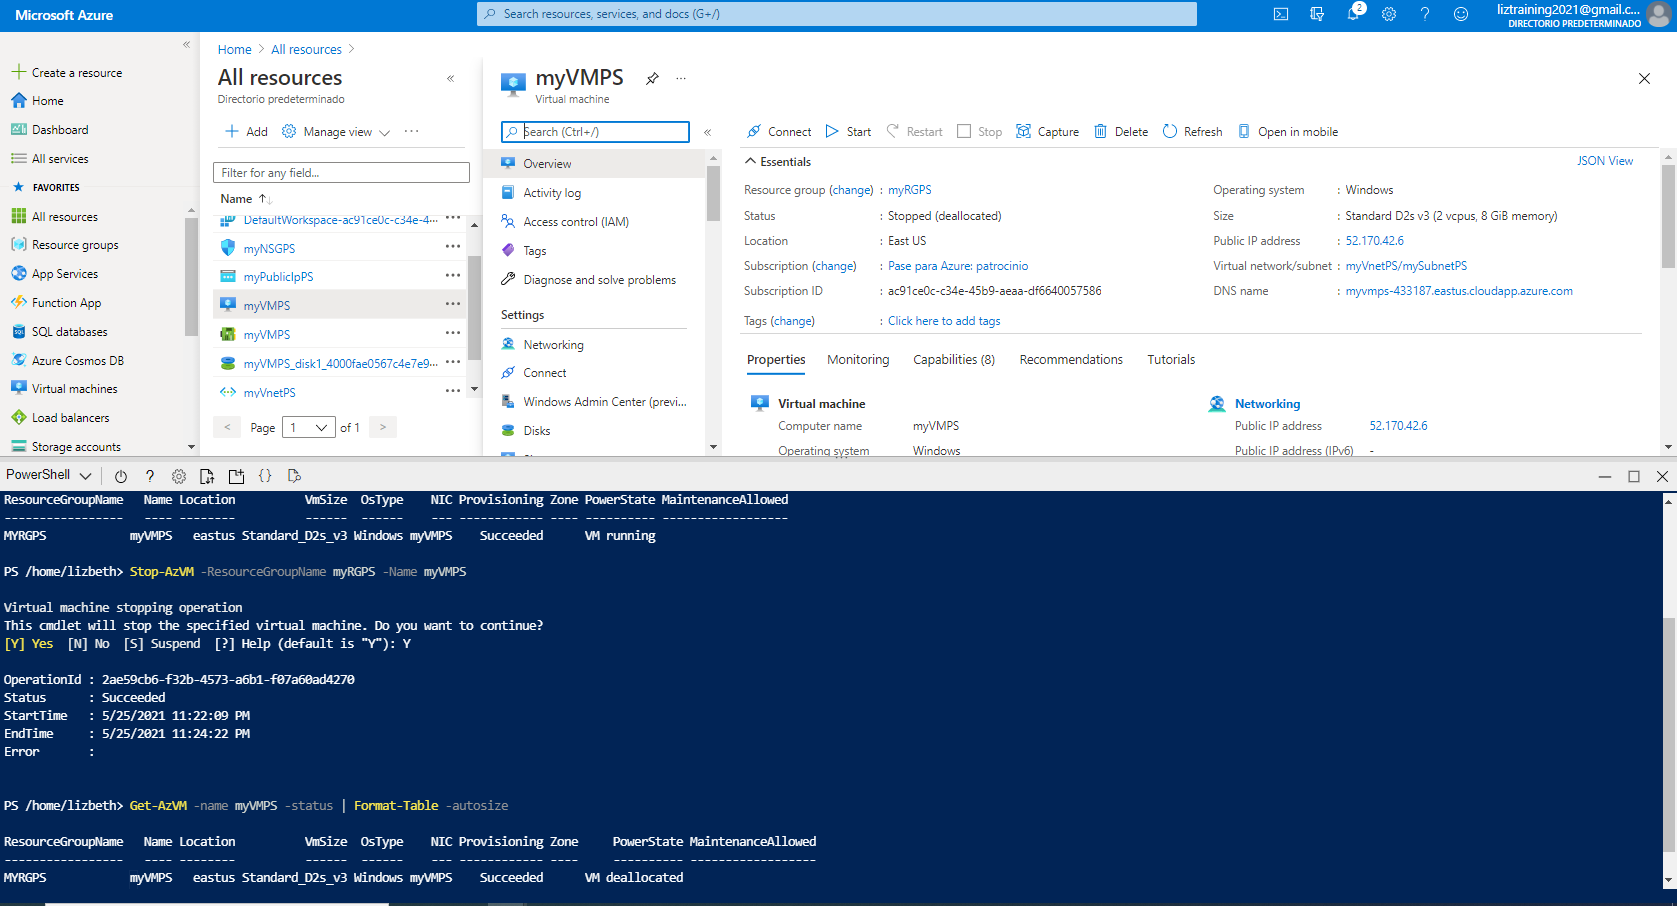 Microsoft Azure
Search resources, services, and docs (G+/)
2
liztraining2021@gmail.c...
DIRECTORIO PREDETERMINADO
Create a resource
Home
Dashboard
All services
FAVORITES
All resources
Resource groups
App Services
Function App
SQL databases
Azure Cosmos DB
Virtual machines
Load balancers
Storage accounts
Home > All resources >
All resources
Directorio predeterminado
Add Manage view ...
Filter for any field...
Name
DefaultWorkspace-ac91ce0c-c34e-4...
myNSGPS
myPublicIpPS
myVMPS
myVMPS
myVMPS_disk1_4000fae0567c4e7e9...
myVnetPS
< Page 1 of 1 >
myVMPS
Virtual machine
Search (Ctrl+/)
Overview
Activity log
Access control (IAM)
Tags
Diagnose and solve problems
Settings
Networking
Connect
Windows Admin Center (previ...
Disks
Connect Start Restart Stop Capture Delete Refresh Open in mobile
Essentials
JSON View
Resource group (change) : myRGPS
Status : Stopped (deallocated)
Location : East US
Subscription (change) : Pase para Azure: patrocinio
Subscription ID : ac91ce0c-c34e-45b9-aeaa-df6640057586
Tags (change) : Click here to add tags
Operating system : Windows
Size : Standard D2s v3 (2 vcpus, 8 GiB memory)
Public IP address : 52.170.42.6
Virtual network/subnet : myVnetPS/mySubnetPS
DNS name : myvmps-433187.eastus.cloudapp.azure.com
Properties Monitoring Capabilities (8) Recommendations Tutorials
Virtual machine
Computer name myVMPS
Operating system Windows
Networking
Public IP address 52.170.42.6
Public IP address (IPv6) -
PowerShell
ResourceGroupName Name Location VmSize OsType NIC Provisioning Zone PowerState MaintenanceAllowed
----------------- ---- -------- ------ ------ --- ------------ ---- ---------- ------------------
MYRGPS myVMPS eastus Standard_D2s_v3 Windows myVMPS Succeeded VM running
PS /home/lizbeth> Stop-AzVM -ResourceGroupName myRGPS -Name myVMPS
Virtual machine stopping operation
This cmdlet will stop the specified virtual machine. Do you want to continue?
[Y] Yes [N] No [S] Suspend [?] Help (default is "Y"): Y
OperationId : 2ae59cb6-f32b-4573-a6b1-f07a60ad4270
Status : Succeeded
StartTime : 5/25/2021 11:22:09 PM
EndTime : 5/25/2021 11:24:22 PM
Error :
PS /home/lizbeth> Get-AzVM -name myVMPS -status | Format-Table -autosize
ResourceGroupName Name Location VmSize OsType NIC Provisioning Zone PowerState MaintenanceAllowed
----------------- ---- -------- ------ ------ --- ------------ ---- ---------- ------------------
MYRGPS myVMPS eastus Standard_D2s_v3 Windows myVMPS Succeeded VM deallocated